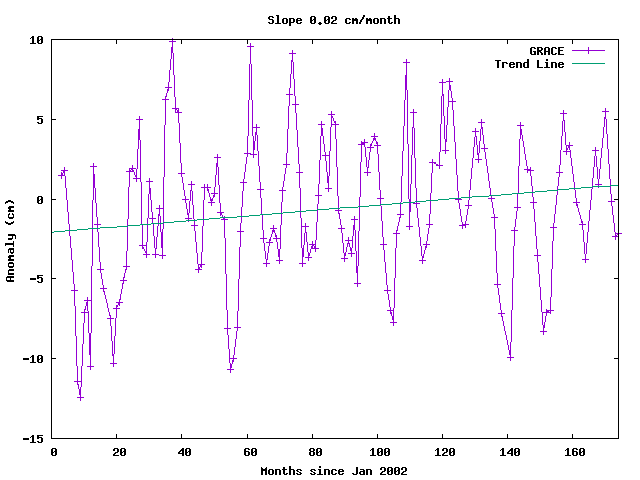 Slope 0.02 cm/month
GRACE
Trend Line
10
5
0
-5
-10
-15
Anomaly (cm)
0 20 40 60 80 100 120 140 160
Months since Jan 2002